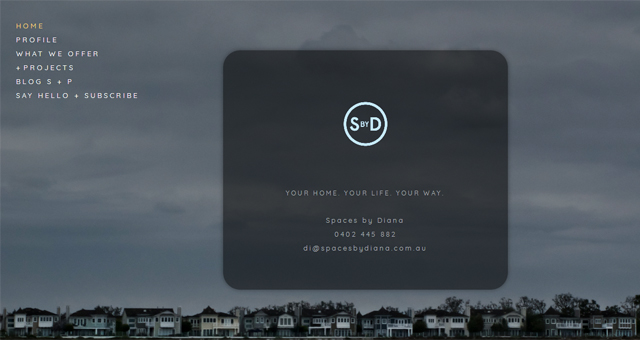 HOME
PROFILE
WHAT WE OFFER
+PROJECTS
BLOG S + P
SAY HELLO + SUBSCRIBE
S BY D
YOUR HOME. YOUR LIFE. YOUR WAY.
Spaces by Diana
0402 445 882
di@spacesbydiana.com.au